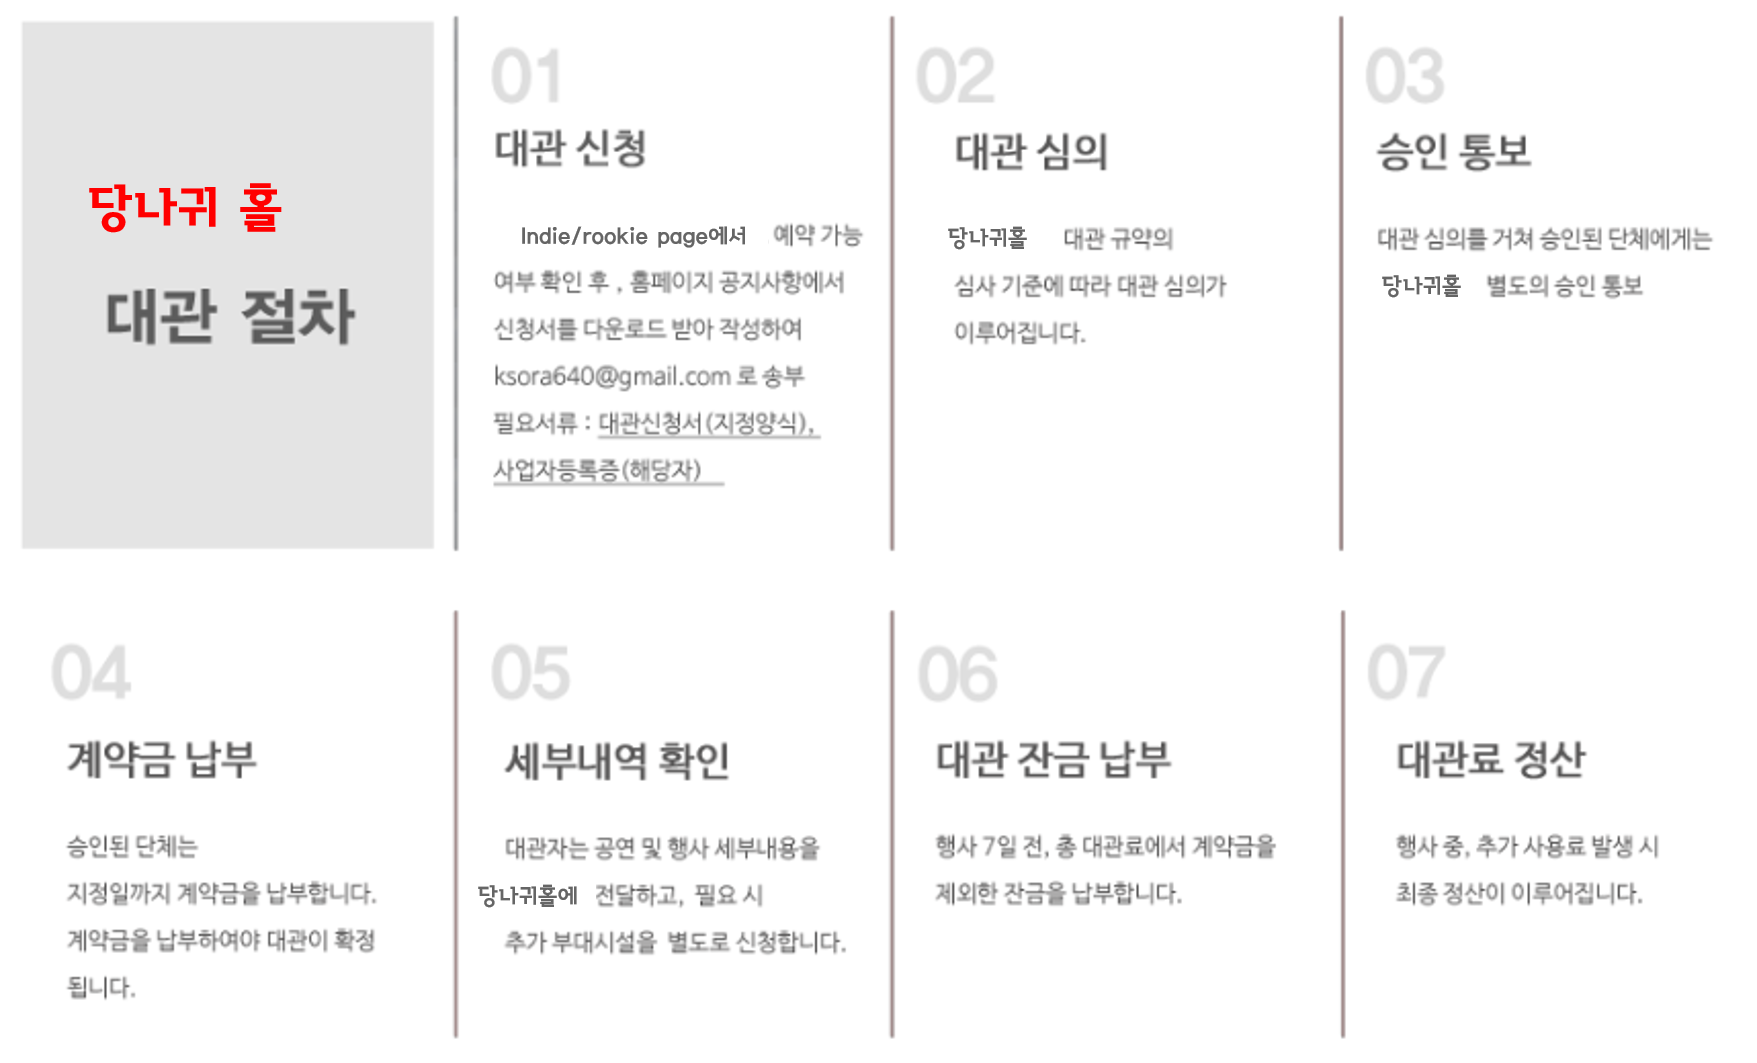 당나귀 홀
대관 절차
01
대관 신청
Indie/rookie page에서 예약 가능
여부 확인 후 , 홈페이지 공지사항에서
신청서를 다운로드 받아 작성하여
ksora640@gmail.com 로 송부
필요서류 : 대관신청서(지정양식),
사업자등록증(해당자)
02
대관 심의
당나귀홀 대관 규약의
심사 기준에 따라 대관 심의가
이루어집니다.
03
승인 통보
대관 심의를 거쳐 승인된 단체에게는
당나귀홀 별도의 승인 통보
04
계약금 납부
승인된 단체는
지정일까지 계약금을 납부합니다.
계약금을 납부하여야 대관이 확정
됩니다.
05
세부내역 확인
대관자는 공연 및 행사 세부내용을
당나귀홀에 전달하고, 필요 시
추가 부대시설을 별도로 신청합니다.
06
대관 잔금 납부
행사 7일 전, 총 대관료에서 계약금을
제외한 잔금을 납부합니다.
07
대관료 정산
행사 중, 추가 사용료 발생 시
최종 정산이 이루어집니다.